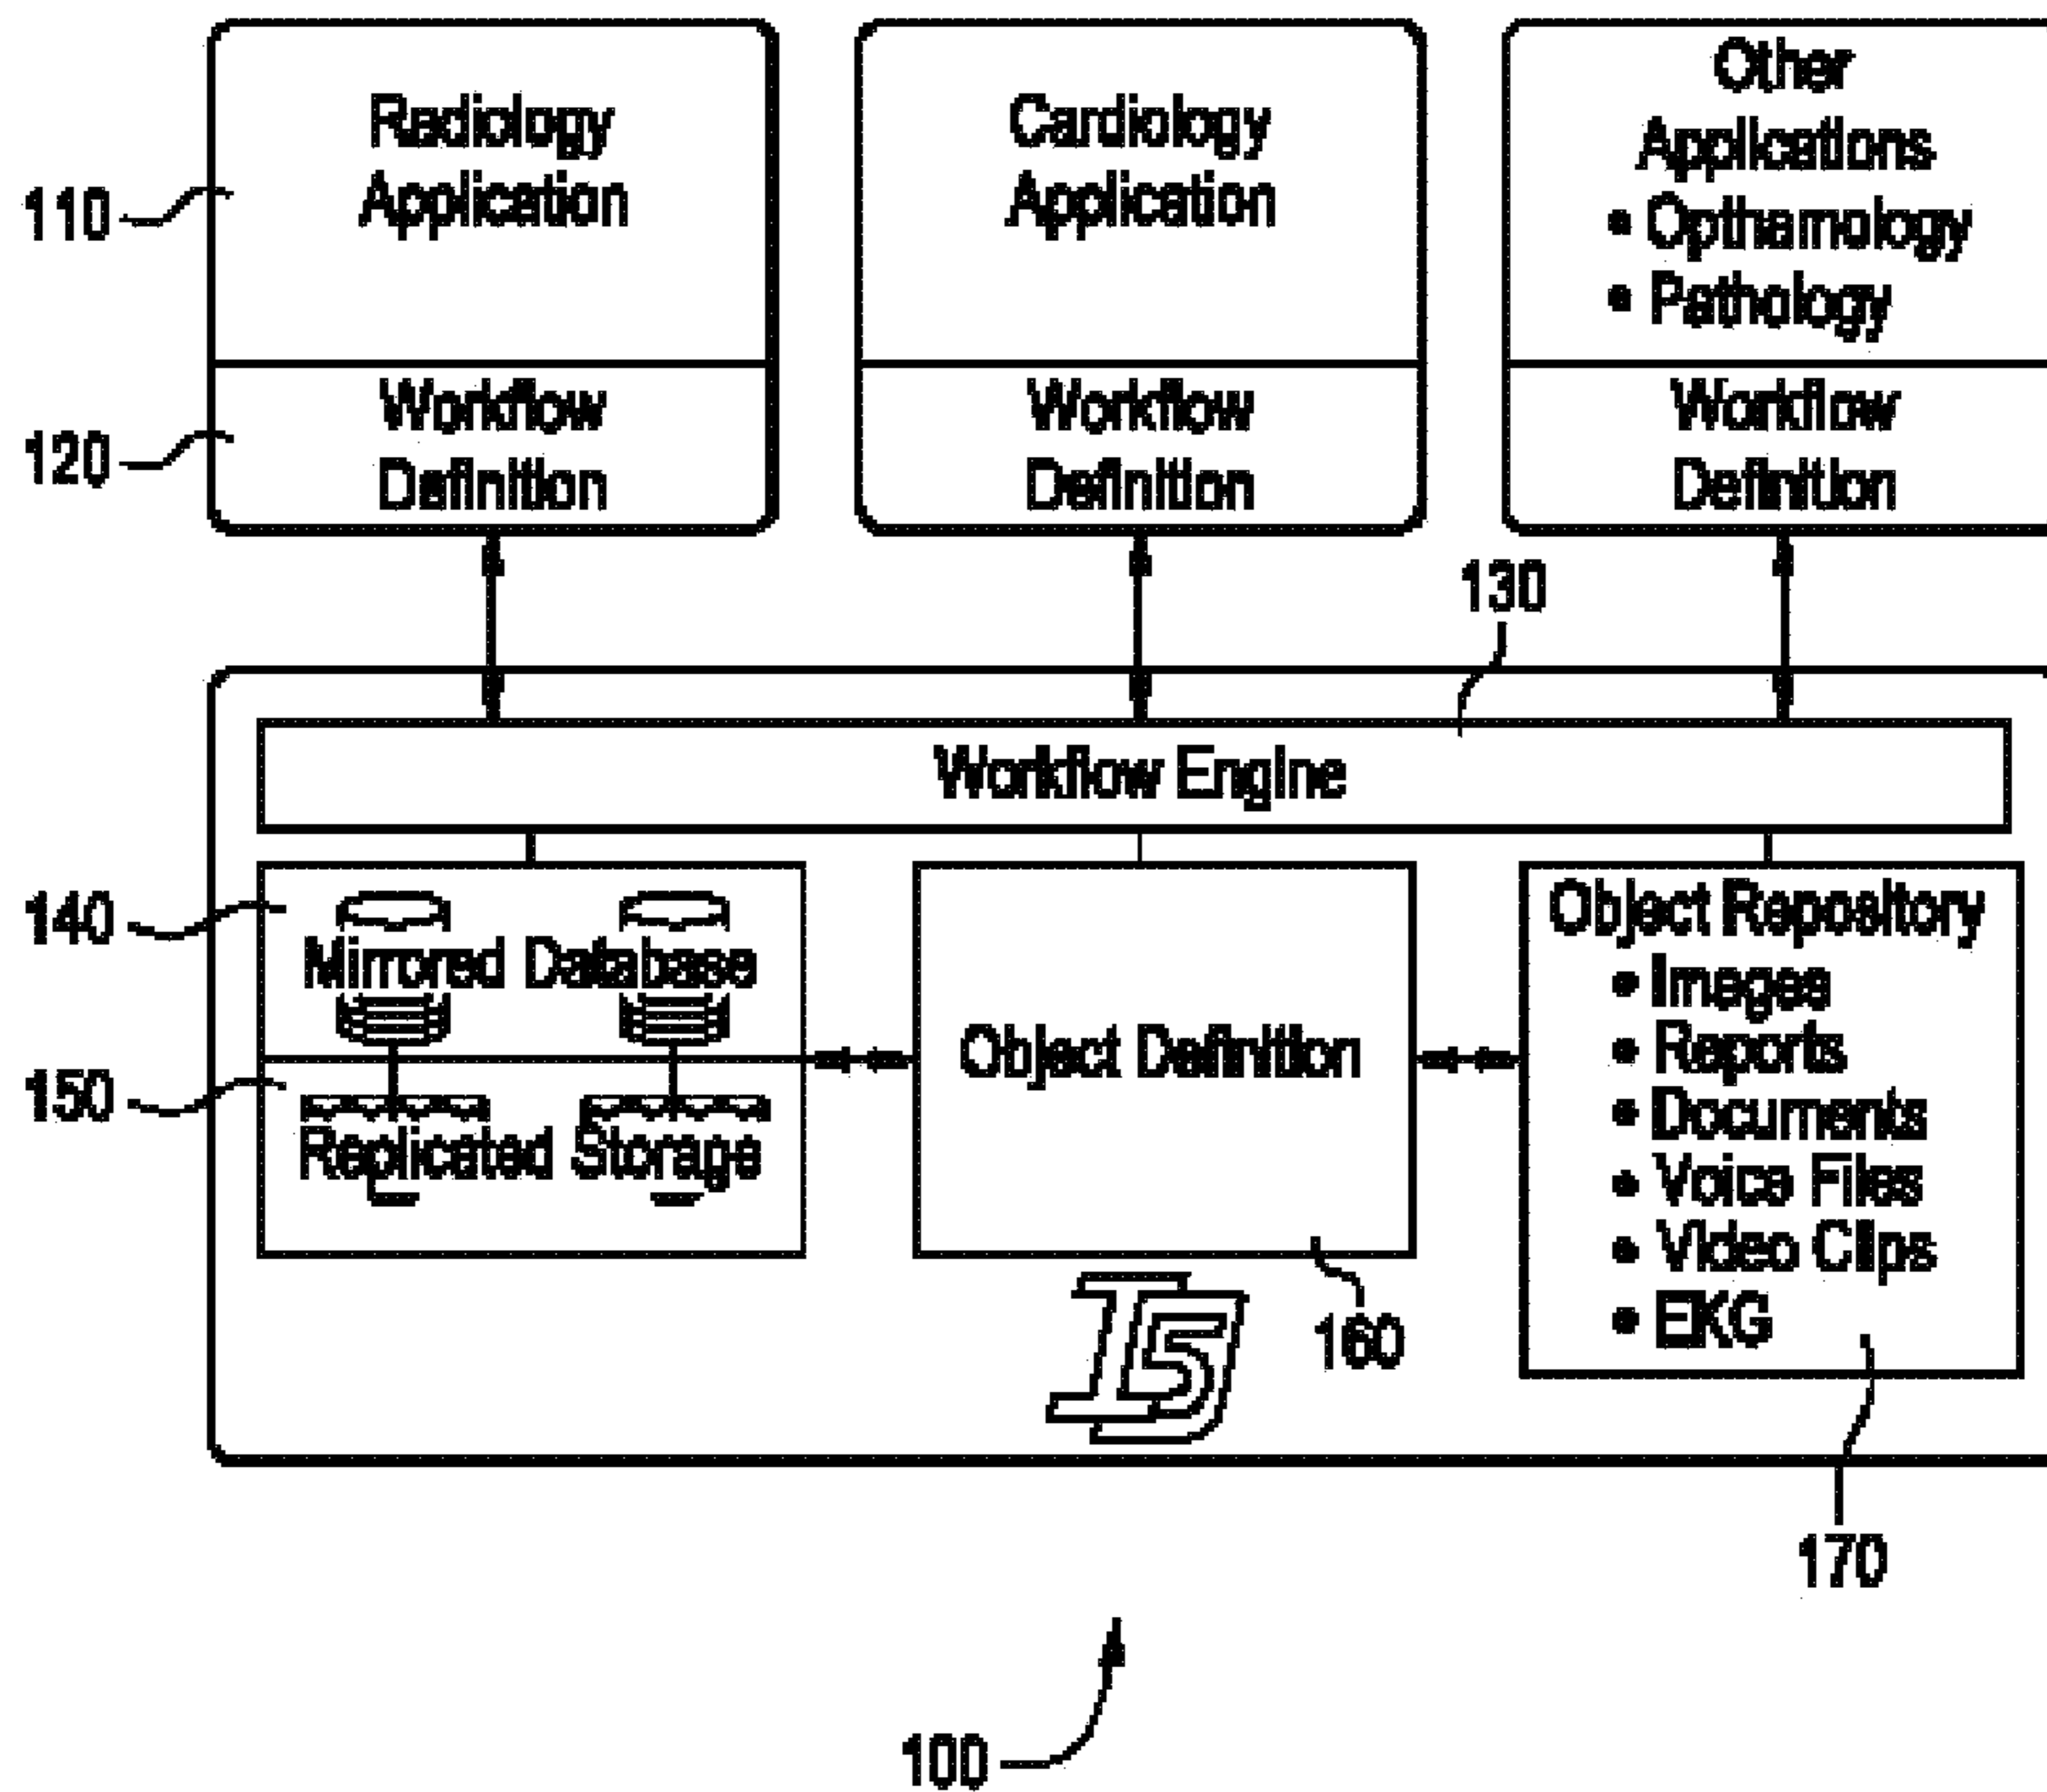 Radiology
Application
Cardiology
Application
Other
Applications
• Opthamology
• Pathology
110
Workflow
Definition
Workflow
Definition
Workflow
Definition
120
130
Workflow Engine
140
Mirrored Database
150
Replicated Storage
Object Definition
160
Object Repository
• Images
• Reports
• Documents
• Voice Files
• Video Clips
• EKG
I5
170
100